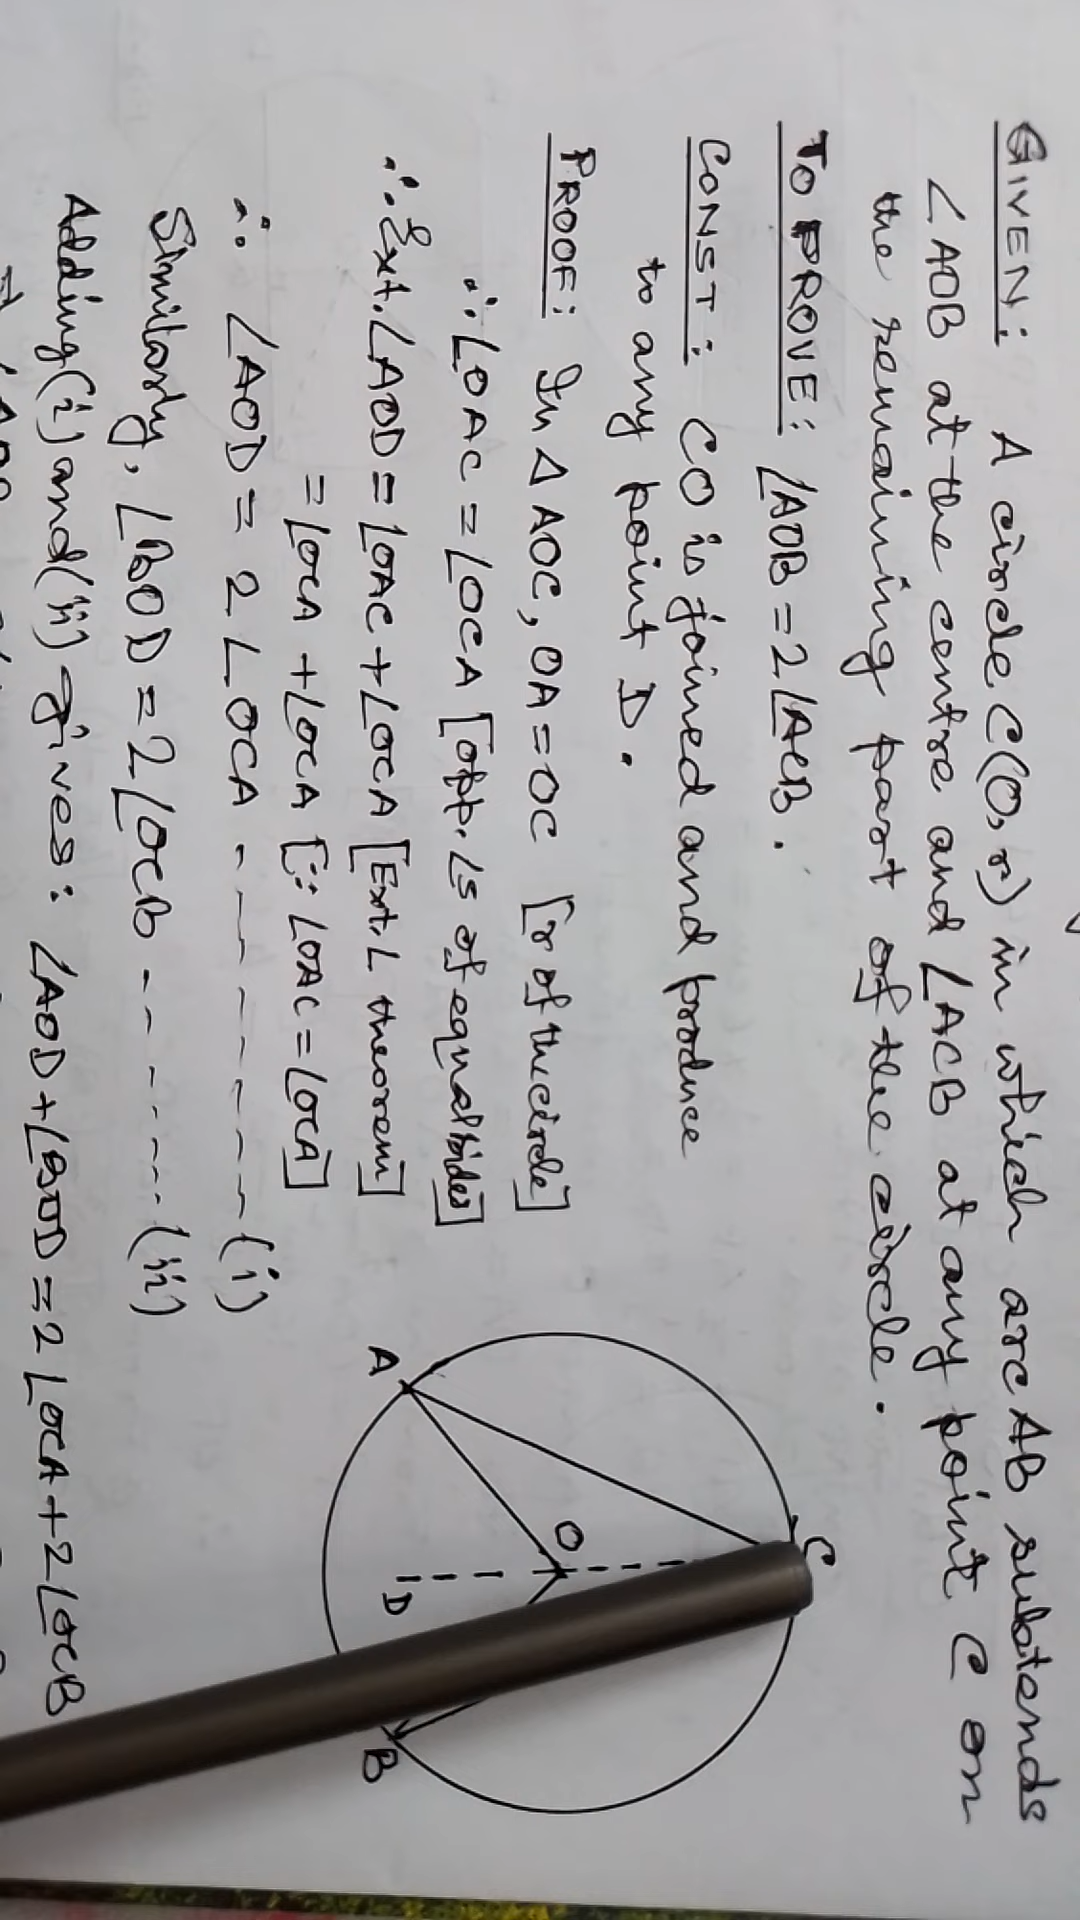 GIVEN: A circle C(O, r) in which arc AB subtends
∠AOB at the centre and ∠ACB at any point C on
the remaining part of the circle.
TO PROVE: ∠AOB = 2∠ACB.
CONST: CO is joined and produce
to any point D.
PROOF: In Δ AOC, OA = OC [r of the circle]
∴ ∠OAC = ∠OCA [opp. ∠s of equal sides]
∴ Ext. ∠AOD = ∠OAC + ∠OCA [Ext. ∠ theorem]
= ∠OCA + ∠OCA [∵ ∠OAC = ∠OCA]
∴ ∠AOD = 2 ∠OCA -------- (i)
Similarly, ∠BOD = 2∠OCB ------- (ii)
Adding (i) and (ii) gives: ∠AOD + ∠BOD = 2∠OCA + 2∠OCB
C
A
O
D
B